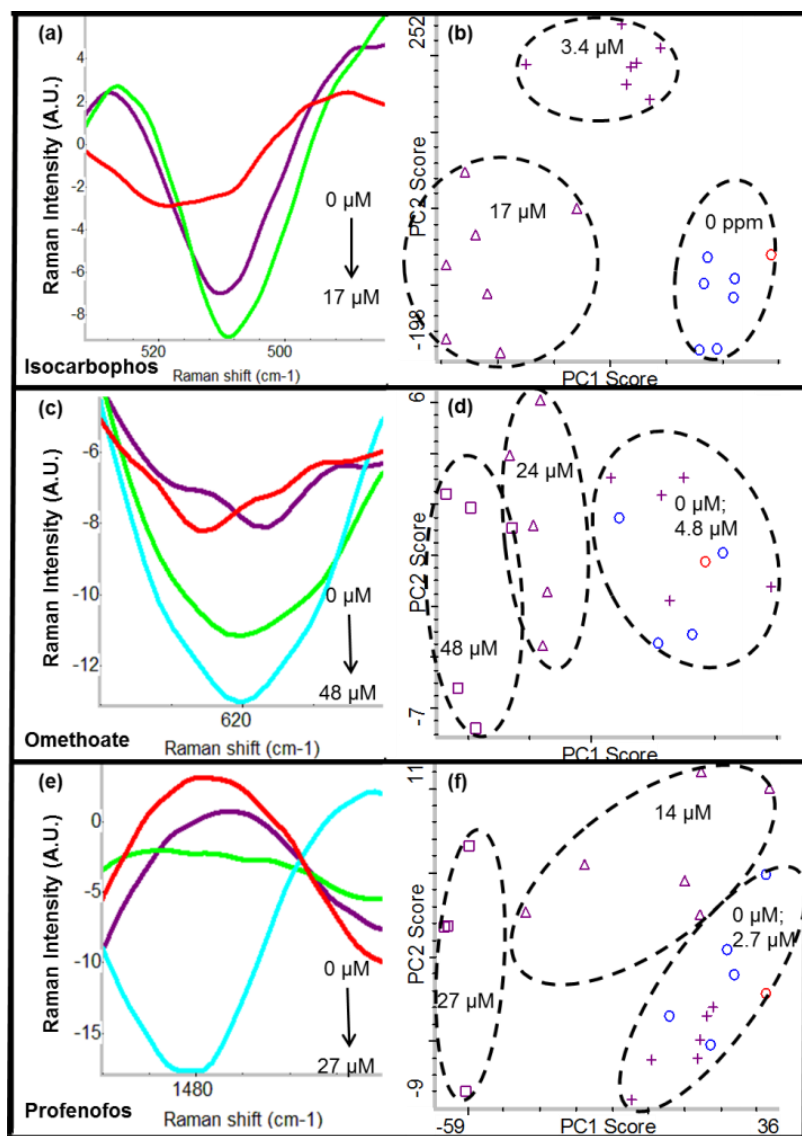 (a)
Raman Intensity (A.U.)
4
2
0
-2
-4
-6
-8
0 µM
17 µM
520
500
Isocarbophos
Raman shift (cm-1)
(b)
PC2 Score
252
-198
3.4 µM
17 µM
0 ppm
PC1 Score
(c)
Raman Intensity (A.U.)
-6
-8
-10
-12
0 µM
48 µM
620
Omethoate
Raman shift (cm-1)
(d)
PC2 Score
6
-7
24 µM
0 µM;
4.8 µM
48 µM
PC1 Score
(e)
Raman Intensity (A.U.)
0
-5
-10
-15
0 µM
27 µM
1480
Profenofos
Raman shift (cm-1)
(f)
PC2 Score
11
-9
14 µM
0 µM;
2.7 µM
27 µM
-59
PC1 Score
36